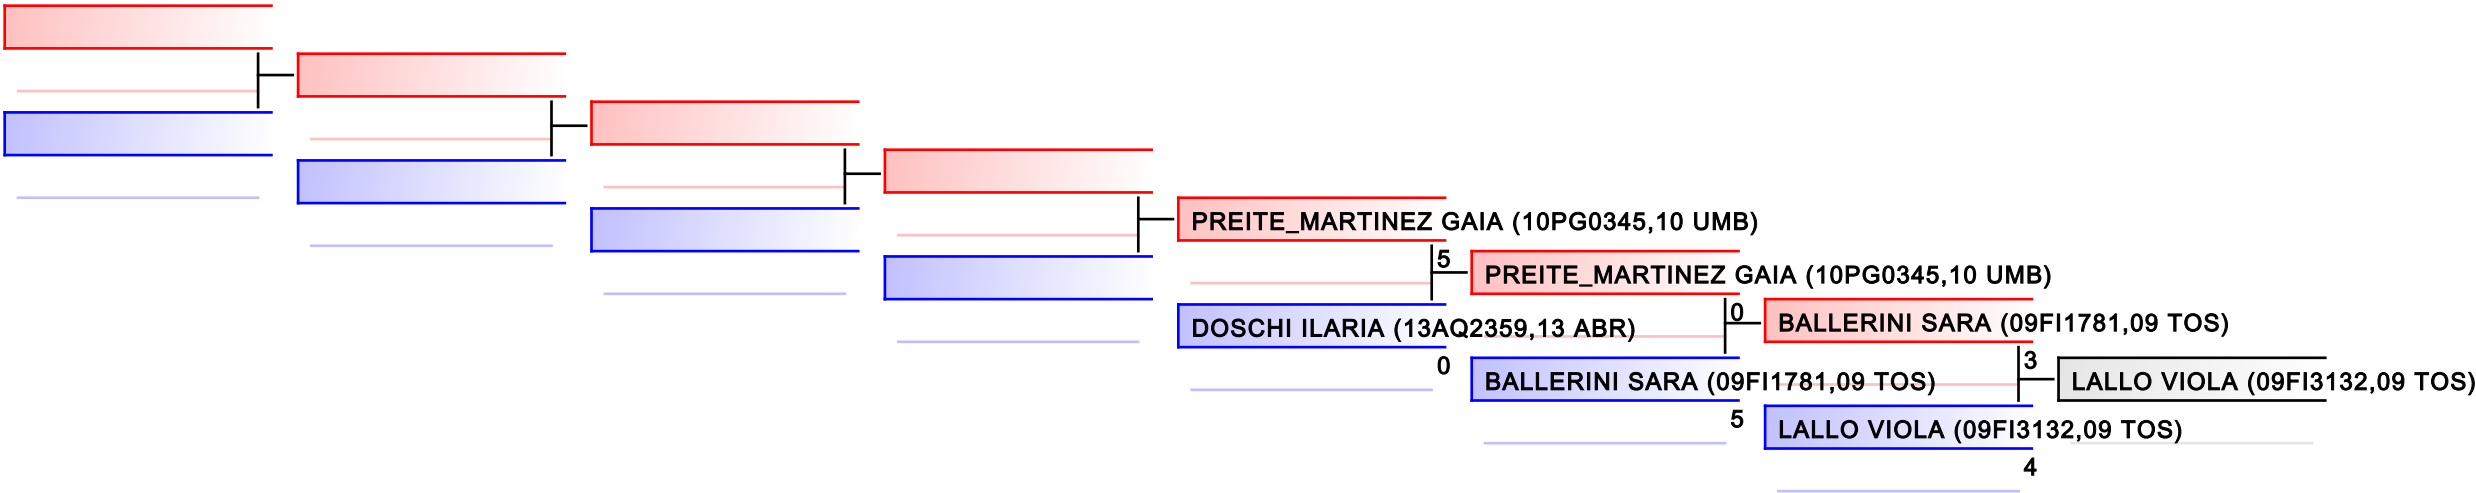 PREITE_MARTINEZ GAIA (10PG0345,10 UMB)
5
PREITE_MARTINEZ GAIA (10PG0345,10 UMB)
0
BALLERINI SARA (09FI1781,09 TOS)
DOSCHI ILARIA (13AQ2359,13 ABR)
0
3
BALLERINI SARA (09FI1781,09 TOS)
LALLO VIOLA (09FI3132,09 TOS)
5
LALLO VIOLA (09FI3132,09 TOS)
4